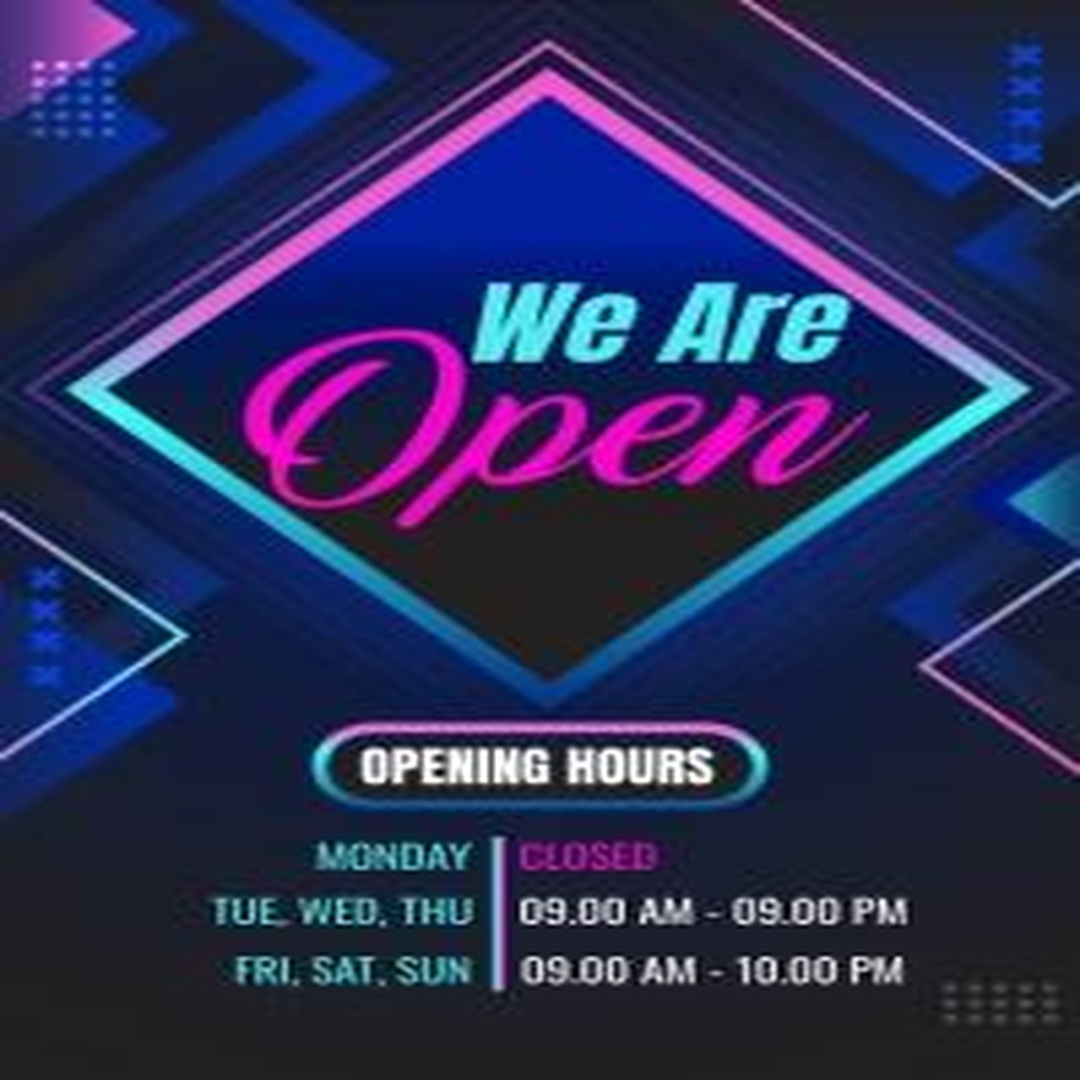 We Are
Open
OPENING HOURS
MONDAY CLOSED
TUE, WED, THU 09.00 AM - 09.00 PM
FRI, SAT, SUN 09.00 AM - 10.00 PM